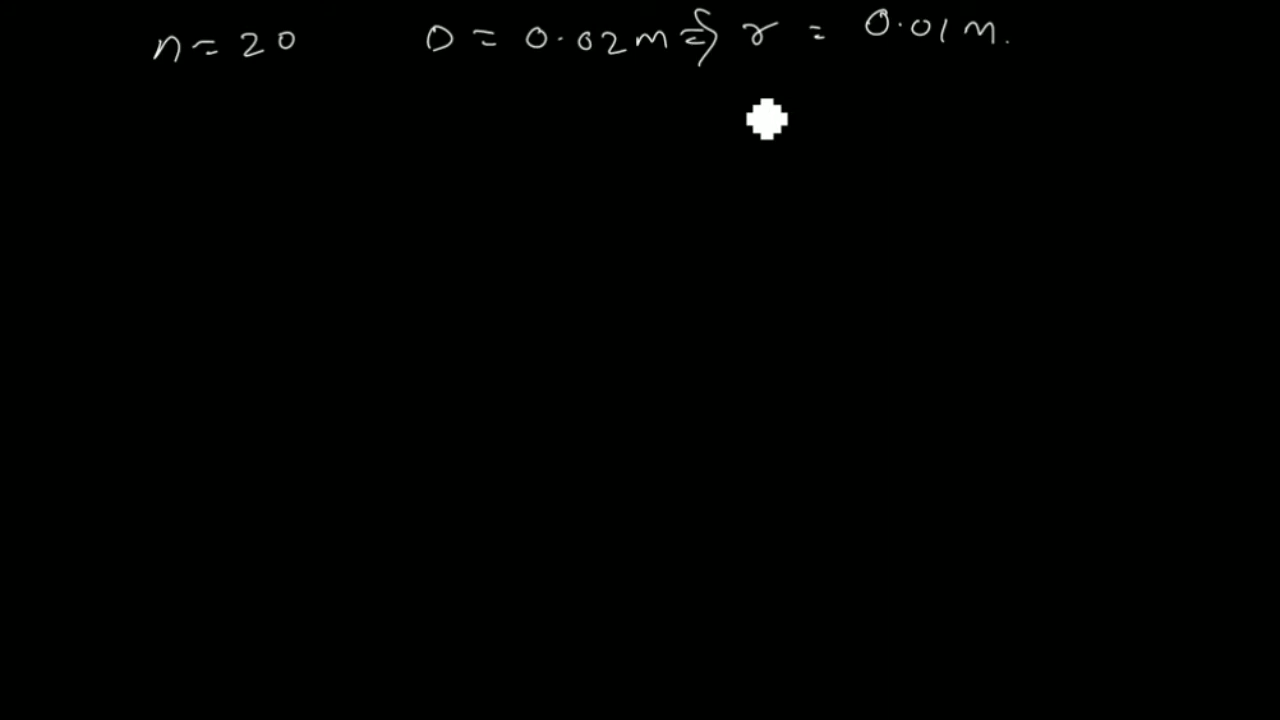 n = 20 D = 0.02m ⇒ r = 0.01m.